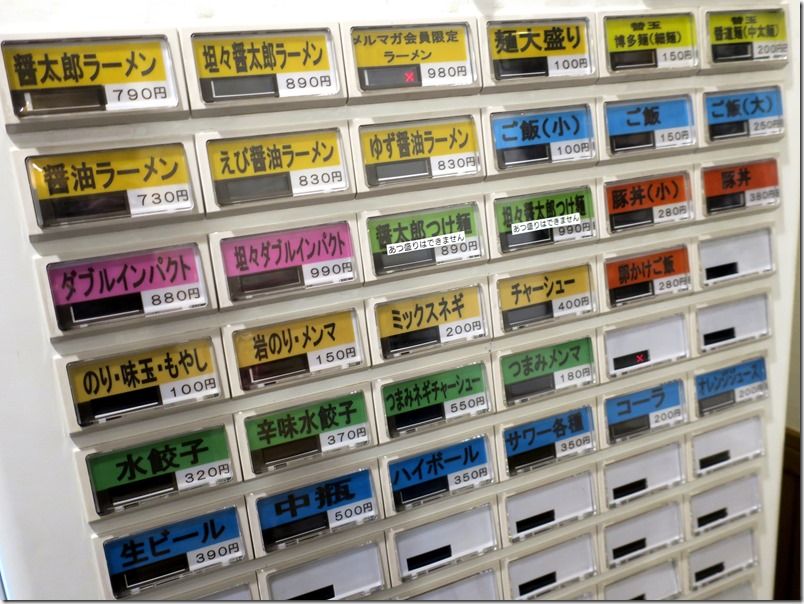 醤太郎ラーメン
790円
坦々醤太郎ラーメン
890円
メルマガ会員限定
ラーメン
× 980円
麺大盛り
100円
替玉
博多麺(細麺)
150円
替玉
醤道麺(中太麺)
200円
醤油ラーメン
730円
えび醤油ラーメン
830円
ゆず醤油ラーメン
830円
ご飯(小)
100円
ご飯
150円
ご飯(大)
250円
ダブルインパクト
880円
坦々ダブルインパクト
990円
醤太郎つけ麺
あつ盛りはできません
890円
坦々醤太郎つけ麺
あつ盛りはできません
990円
豚丼(小)
280円
豚丼
380円
のり・味玉・もやし
100円
岩のり・メンマ
150円
ミックスネギ
200円
チャーシュー
400円
卵かけご飯
280円
水餃子
320円
辛味水餃子
370円
つまみネギチャーシュー
550円
つまみメンマ
180円
×
生ビール
390円
中瓶
500円
ハイボール
350円
サワー各種
350円
コーラ
200円
オレンジジュース
200